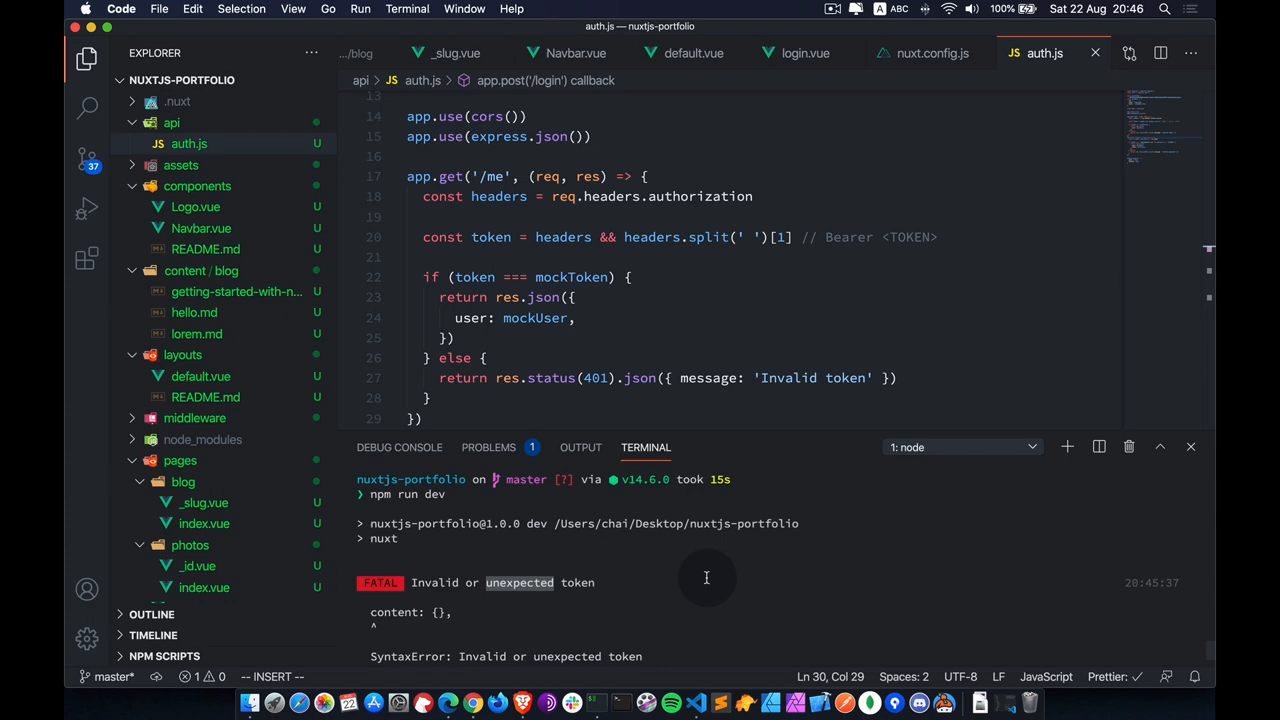 Code File Edit Selection View Go Run Terminal Window Help A ABC 100% Sat 22 Aug 20:46
auth.js — nuxtjs-portfolio
EXPLORER
.../blog _slug.vue Navbar.vue default.vue login.vue nuxt.config.js JS auth.js
NUXTJS-PORTFOLIO
api > JS auth.js > app.post('/login') callback
.nuxt
api
JS auth.js U
assets
components
Logo.vue U
Navbar.vue U
README.md U
content / blog
getting-started-with-n... U
hello.md U
lorem.md U
layouts
default.vue U
README.md U
middleware
node_modules
pages
blog
_slug.vue U
index.vue U
photos
_id.vue U
index.vue U
OUTLINE
TIMELINE
NPM SCRIPTS
37
13
14 app.use(cors())
15 app.use(express.json())
16
17 app.get('/me', (req, res) => {
18 const headers = req.headers.authorization
19
20 const token = headers && headers.split(' ')[1] // Bearer <TOKEN>
21
22 if (token === mockToken) {
23 return res.json({
24 user: mockUser,
25 })
26 } else {
27 return res.status(401).json({ message: 'Invalid token' })
28 }
29 })
DEBUG CONSOLE PROBLEMS 1 OUTPUT TERMINAL 1: node
nuxtjs-portfolio on master [?] via v14.6.0 took 15s
❯ npm run dev
> nuxtjs-portfolio@1.0.0 dev /Users/chai/Desktop/nuxtjs-portfolio
> nuxt
FATAL Invalid or unexpected token 20:45:37
content: {},
^
SyntaxError: Invalid or unexpected token
master* 1 0 -- INSERT -- Ln 30, Col 29 Spaces: 2 UTF-8 LF JavaScript Prettier: ✓